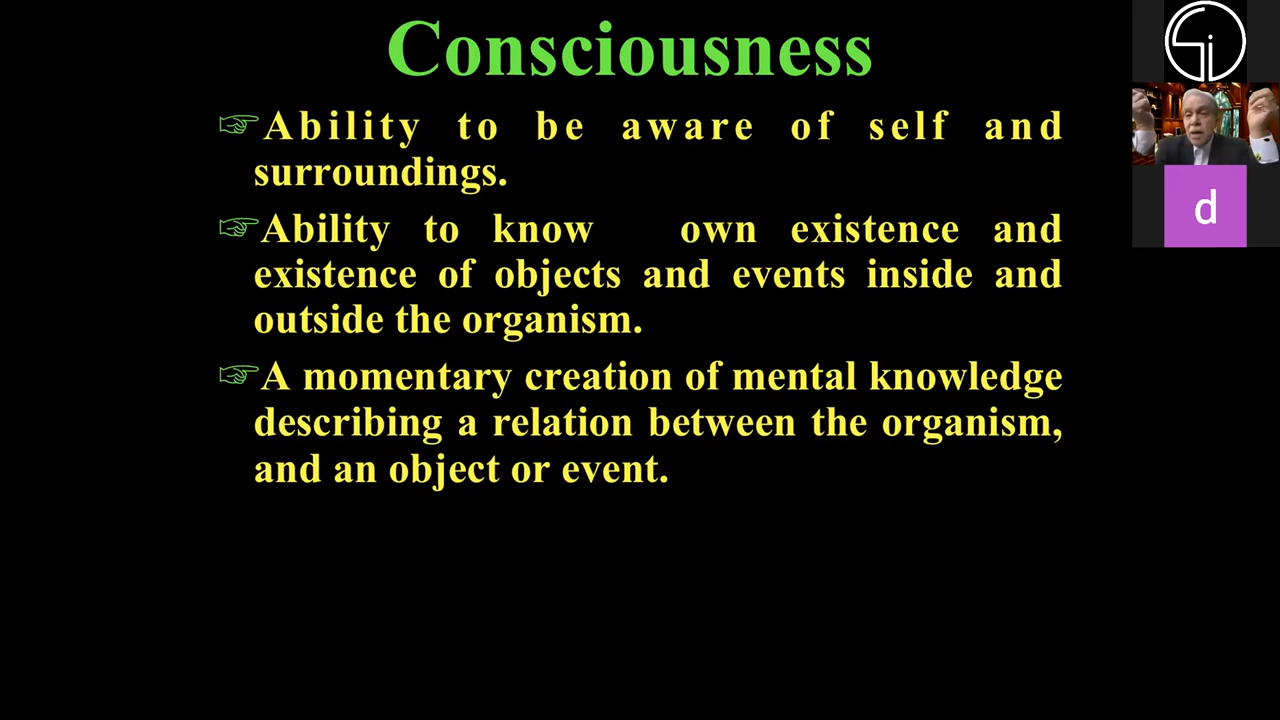 Consciousness
☞Ability to be aware of self and
surroundings.
☞Ability to know own existence and
existence of objects and events inside and
outside the organism.
☞A momentary creation of mental knowledge
describing a relation between the organism,
and an object or event.
d